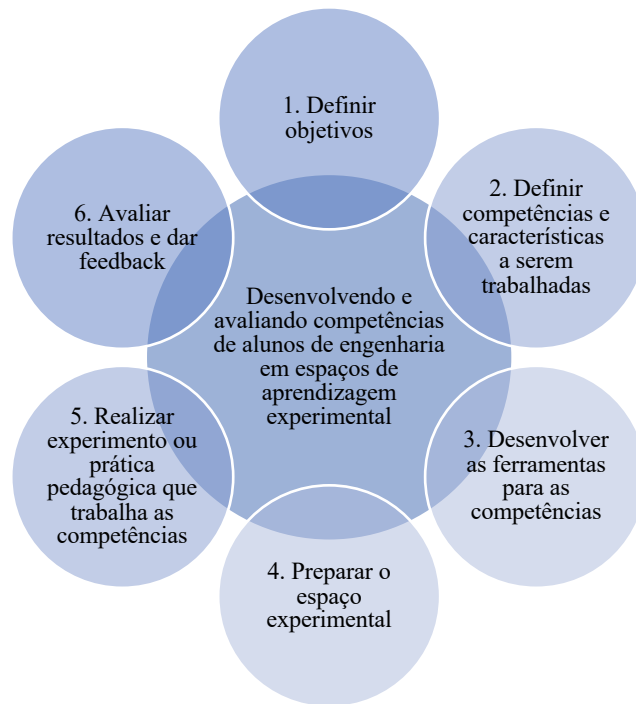 1. Definir
objetivos
2. Definir
competências e
características
a serem
trabalhadas
3. Desenvolver
as ferramentas
para as
competências
4. Preparar o
espaço
experimental
5. Realizar
experimento ou
prática
pedagógica que
trabalha as
competências
6. Avaliar
resultados e dar
feedback
Desenvolvendo e
avaliando competências
de alunos de engenharia
em espaços de
aprendizagem
experimental